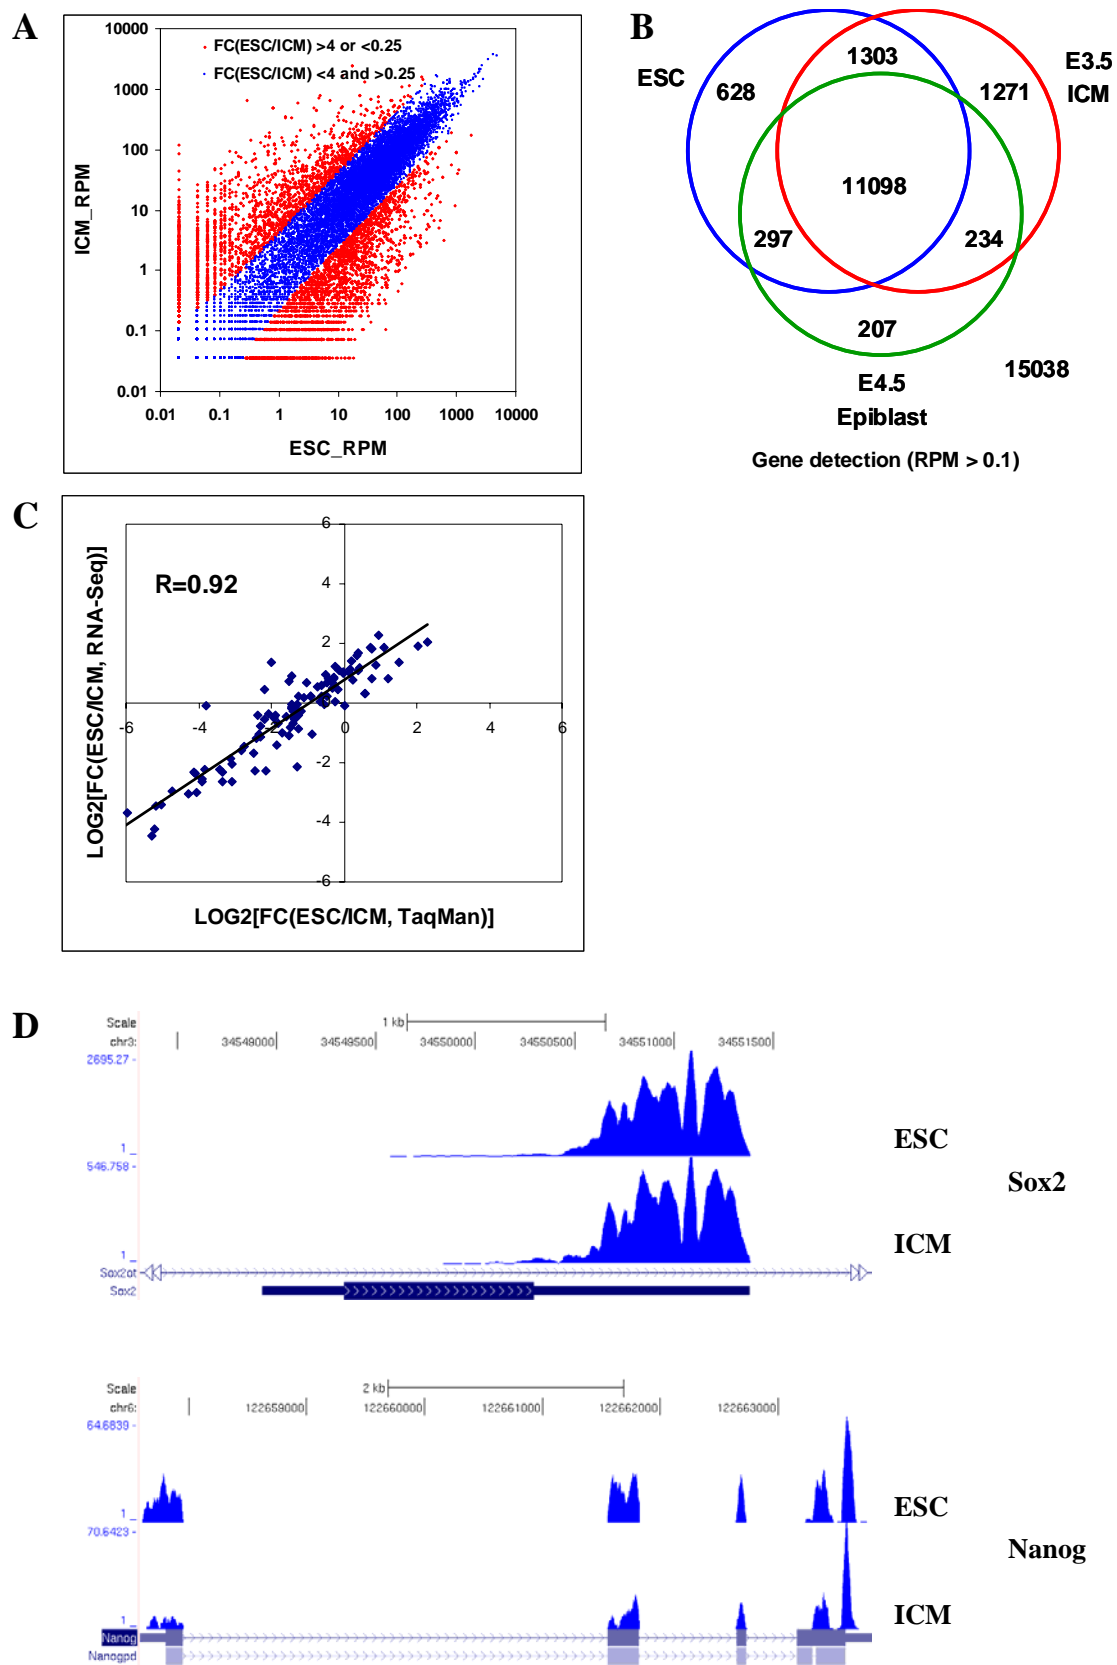 A
FC(ESC/ICM) >4 or <0.25
FC(ESC/ICM) <4 and >0.25
10000
1000
100
10
1
0.1
0.01
ICM_RPM
0.01 0.1 1 10 100 1000 10000
ESC_RPM
B
ESC
E3.5
ICM
1303
628
1271
11098
297
234
207
15038
E4.5
Epiblast
Gene detection (RPM > 0.1)
C
R=0.92
LOG2[FC(ESC/ICM, RNA-Seq)]
6
4
2
-6 -4 -2 0 2 4 6
-2
-4
-6
LOG2[FC(ESC/ICM, TaqMan)]
D
Scale 1 kb
chr3: 34549000 34549500 34550000 34550500 34551000 34551500
2695.27 -
1 _
ESC
546.758 -
Sox2
1 _
ICM
Sox2ot
Sox2
Scale 2 kb
chr6: 122659000 122660000 122661000 122662000 122663000
64.6839 -
1 _
ESC
70.6423 -
Nanog
1 _
ICM
Nanog
Nanogpd